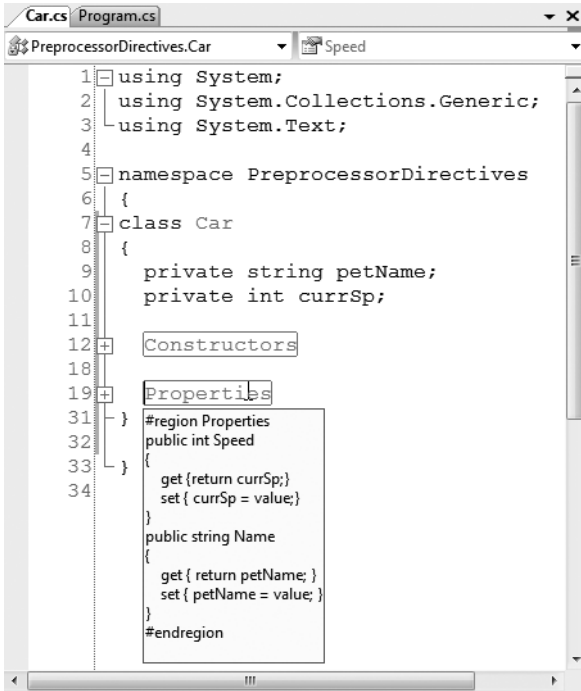 Car.cs Program.cs
PreprocessorDirectives.Car Speed
1 using System;
2 using System.Collections.Generic;
3 using System.Text;
4
5 namespace PreprocessorDirectives
6 {
7 class Car
8 {
9 private string petName;
10 private int currSp;
11
12 Constructors
18
19 Properties
31 }
32
33 }
34
#region Properties
public int Speed
{
get {return currSp;}
set { currSp = value;}
}
public string Name
{
get { return petName; }
set { petName = value; }
}
#endregion